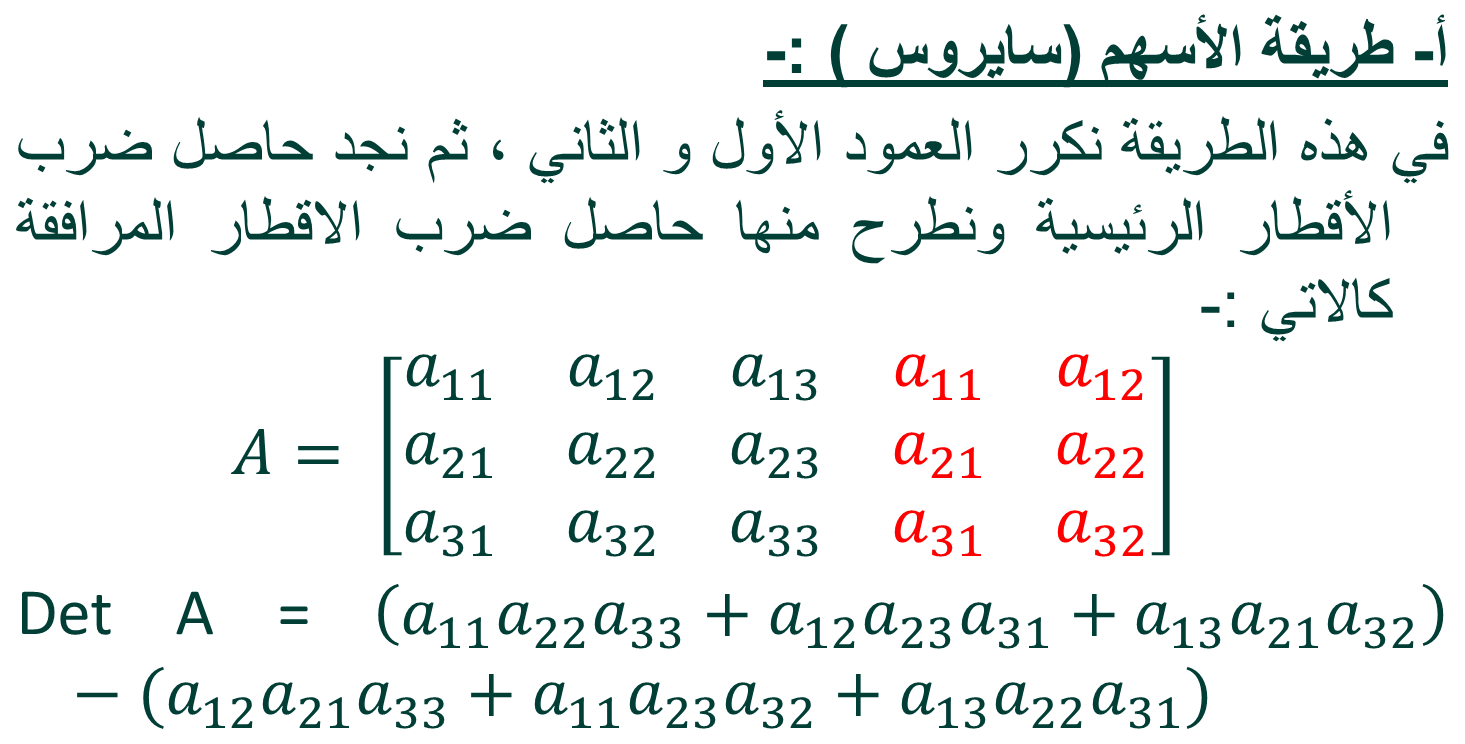 أ- طريقة الأسهم (سايروس ) :-
في هذه الطريقة نكرر العمود الأول و الثاني ، ثم نجد حاصل ضرب
الأقطار الرئيسية ونطرح منها حاصل ضرب الاقطار المرافقة
كالاتي :-
a₁₁ a₁₂ a₁₃ a₁₁ a₁₂
A = [a₂₁ a₂₂ a₂₃ a₂₁ a₂₂]
a₃₁ a₃₂ a₃₃ a₃₁ a₃₂
Det A = (a₁₁a₂₂a₃₃ + a₁₂a₂₃a₃₁ + a₁₃a₂₁a₃₂)
− (a₁₂a₂₁a₃₃ + a₁₁a₂₃a₃₂ + a₁₃a₂₂a₃₁)